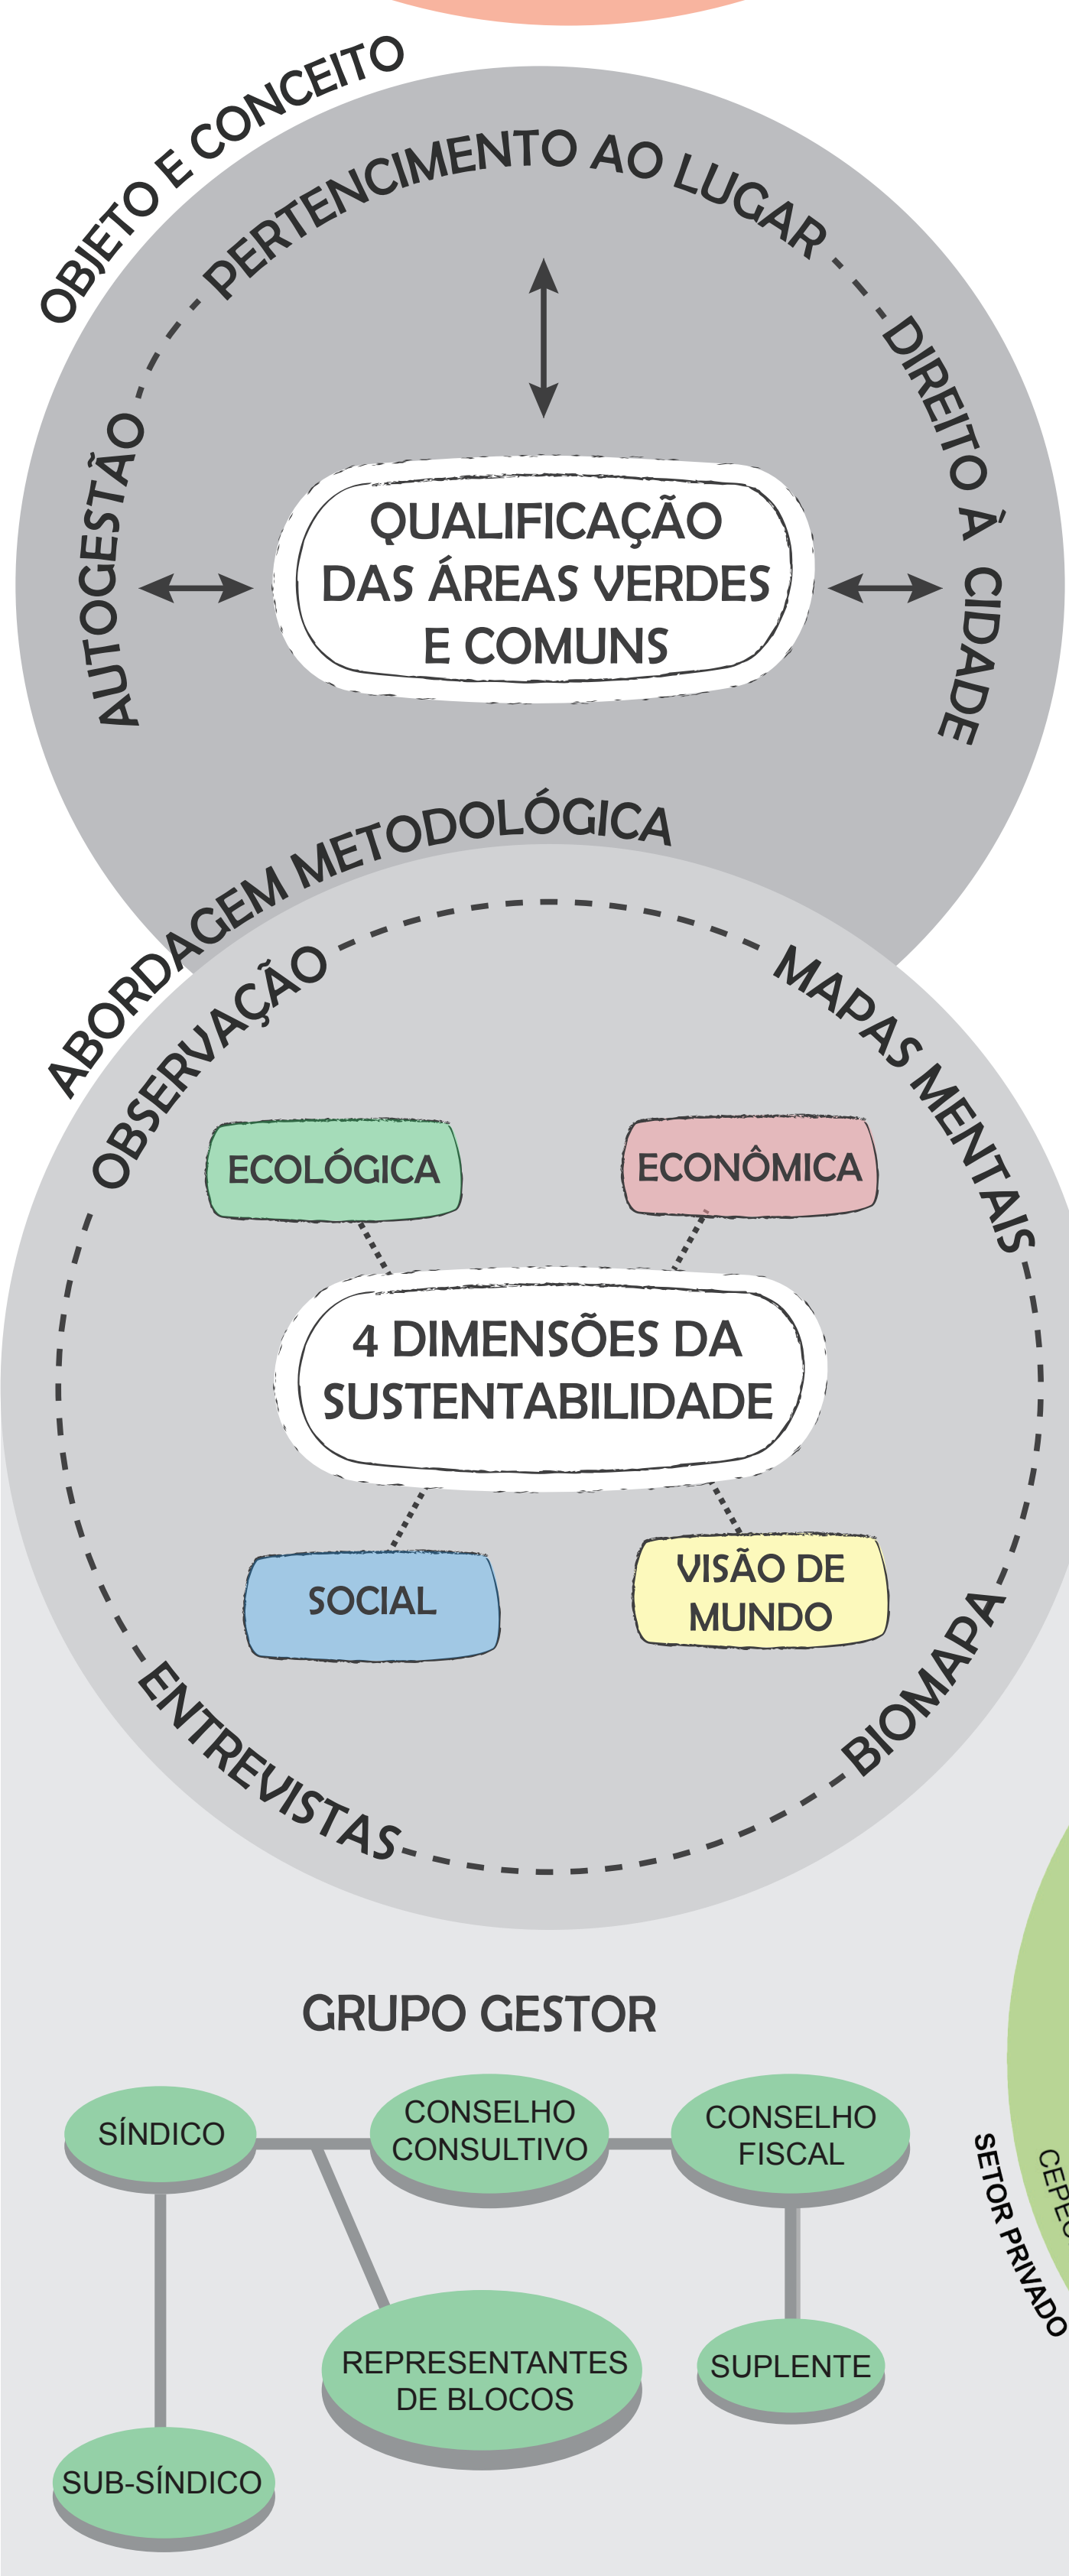 OBJETO E CONCEITO
PERTENCIMENTO AO LUGAR
AUTOGESTÃO
DIREITO À CIDADE
QUALIFICAÇÃO
DAS ÁREAS VERDES
E COMUNS
ABORDAGEM METODOLÓGICA
OBSERVAÇÃO
MAPAS MENTAIS
ECOLÓGICA
ECONÔMICA
4 DIMENSÕES DA
SUSTENTABILIDADE
SOCIAL
VISÃO DE
MUNDO
ENTREVISTAS
BIOMAPA
GRUPO GESTOR
SÍNDICO
CONSELHO
CONSULTIVO
CONSELHO
FISCAL
SETOR PRIVADO
REPRESENTANTES
DE BLOCOS
SUPLENTE
SUB-SÍNDICO